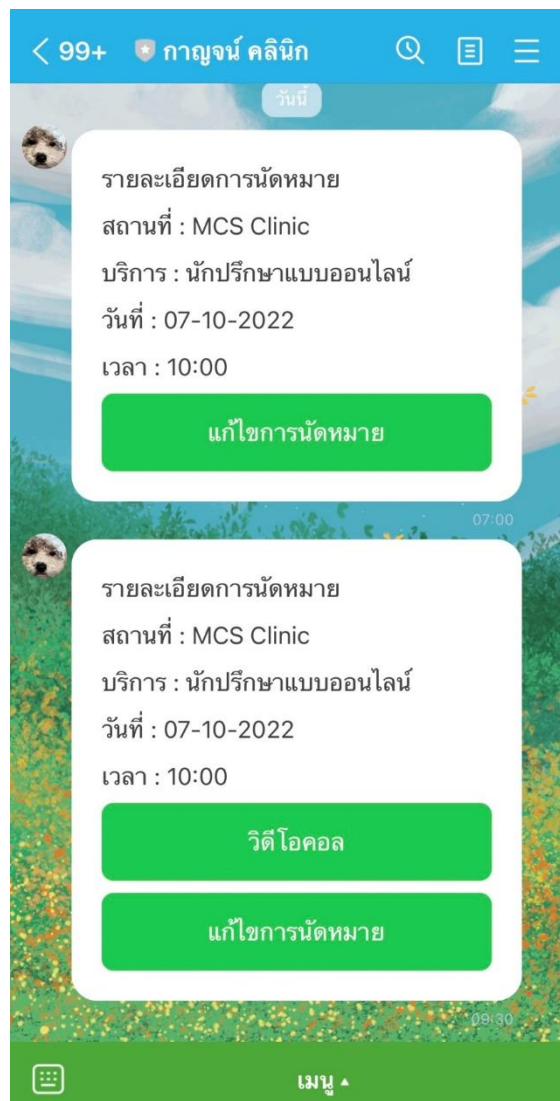 99+ กาญจน์ คลินิก
วันนี้
รายละเอียดการนัดหมาย
สถานที่ : MCS Clinic
บริการ : นักปรึกษาแบบออนไลน์
วันที่ : 07-10-2022
เวลา : 10:00
แก้ไขการนัดหมาย
07:00
รายละเอียดการนัดหมาย
สถานที่ : MCS Clinic
บริการ : นักปรึกษาแบบออนไลน์
วันที่ : 07-10-2022
เวลา : 10:00
วิดีโอคอล
แก้ไขการนัดหมาย
09:30
เมนู